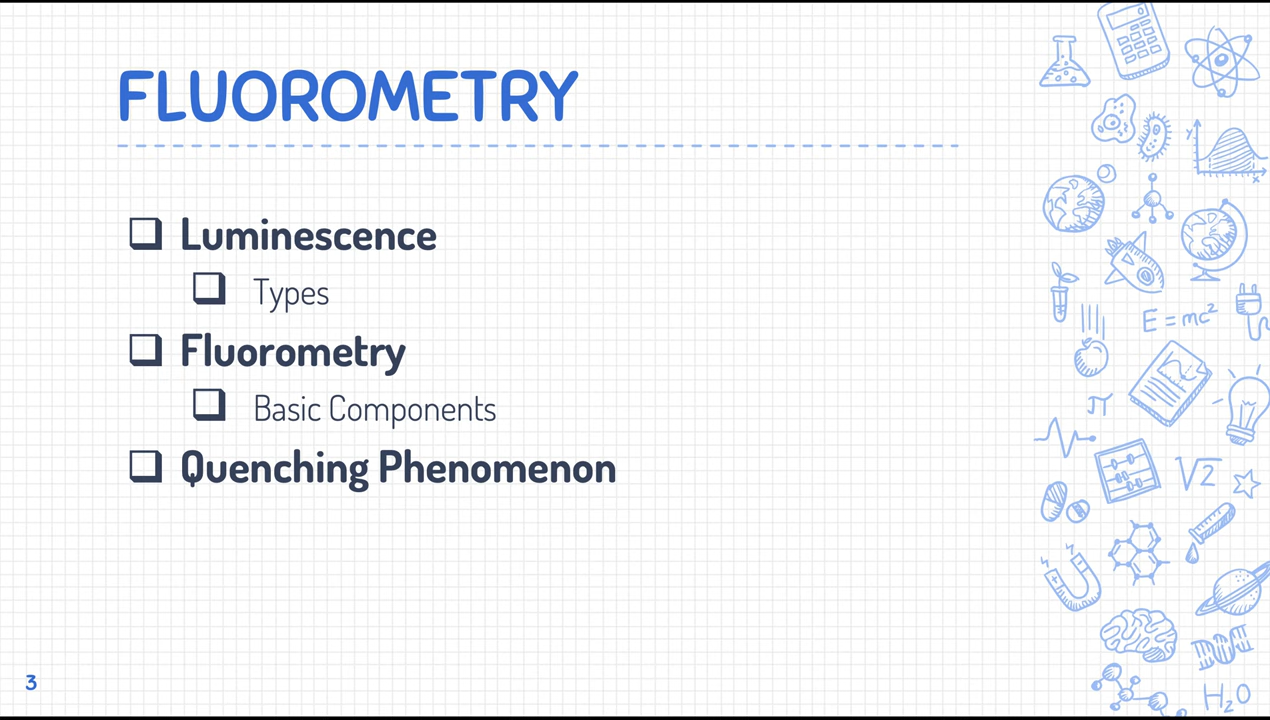 FLUOROMETRY
Luminescence
Types
Fluorometry
Basic Components
Quenching Phenomenon
3
y
x
E = mc²
π
√2
H₂O